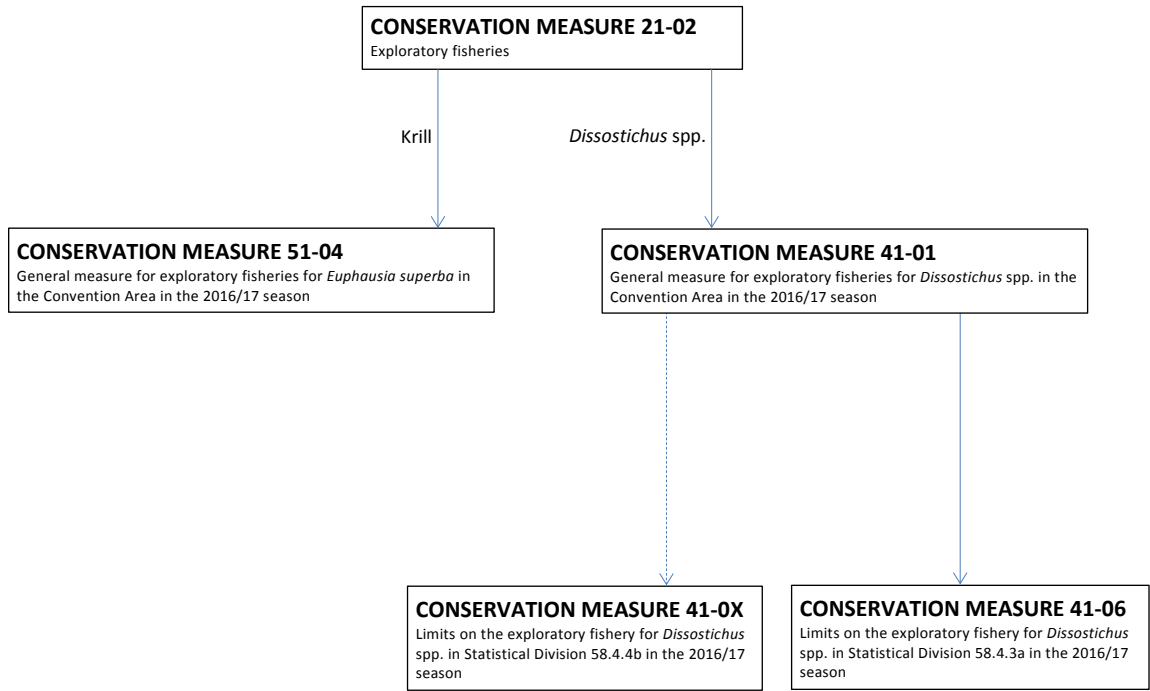 CONSERVATION MEASURE 21-02
Exploratory fisheries
Krill
Dissostichus spp.
CONSERVATION MEASURE 51-04
General measure for exploratory fisheries for Euphausia superba in
the Convention Area in the 2016/17 season
CONSERVATION MEASURE 41-01
General measure for exploratory fisheries for Dissostichus spp. in the
Convention Area in the 2016/17 season
CONSERVATION MEASURE 41-0X
Limits on the exploratory fishery for Dissostichus
spp. in Statistical Division 58.4.4b in the 2016/17
season
CONSERVATION MEASURE 41-06
Limits on the exploratory fishery for Dissostichus
spp. in Statistical Division 58.4.3a in the 2016/17
season